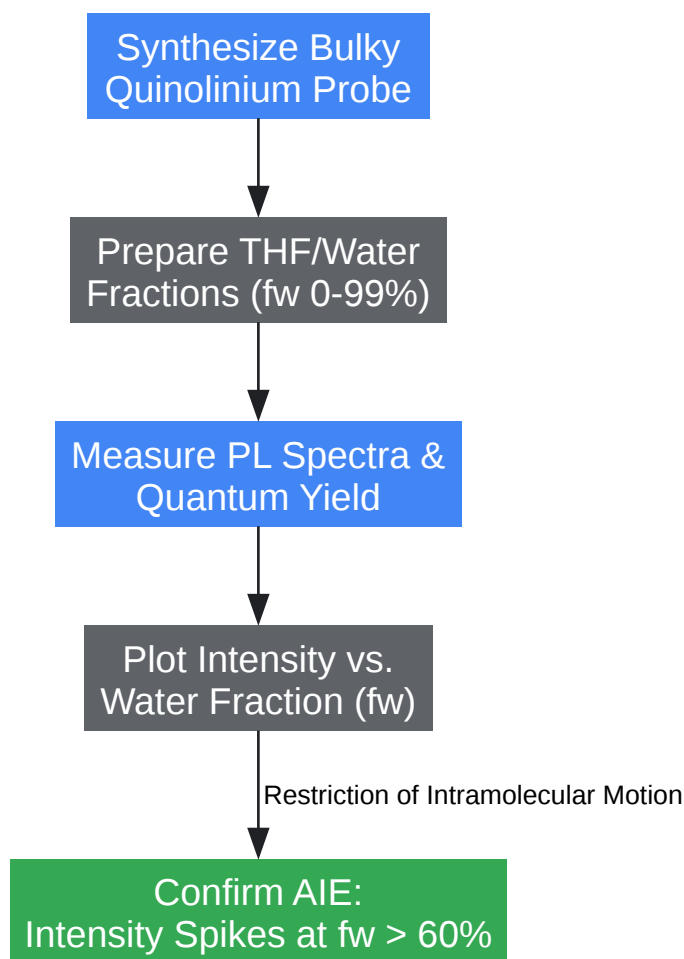 Synthesize Bulky
Quinolinium Probe
Prepare THF/Water
Fractions (fw 0-99%)
Measure PL Spectra &
Quantum Yield
Plot Intensity vs.
Water Fraction (fw)
Restriction of Intramolecular Motion
Confirm AIE:
Intensity Spikes at fw > 60%